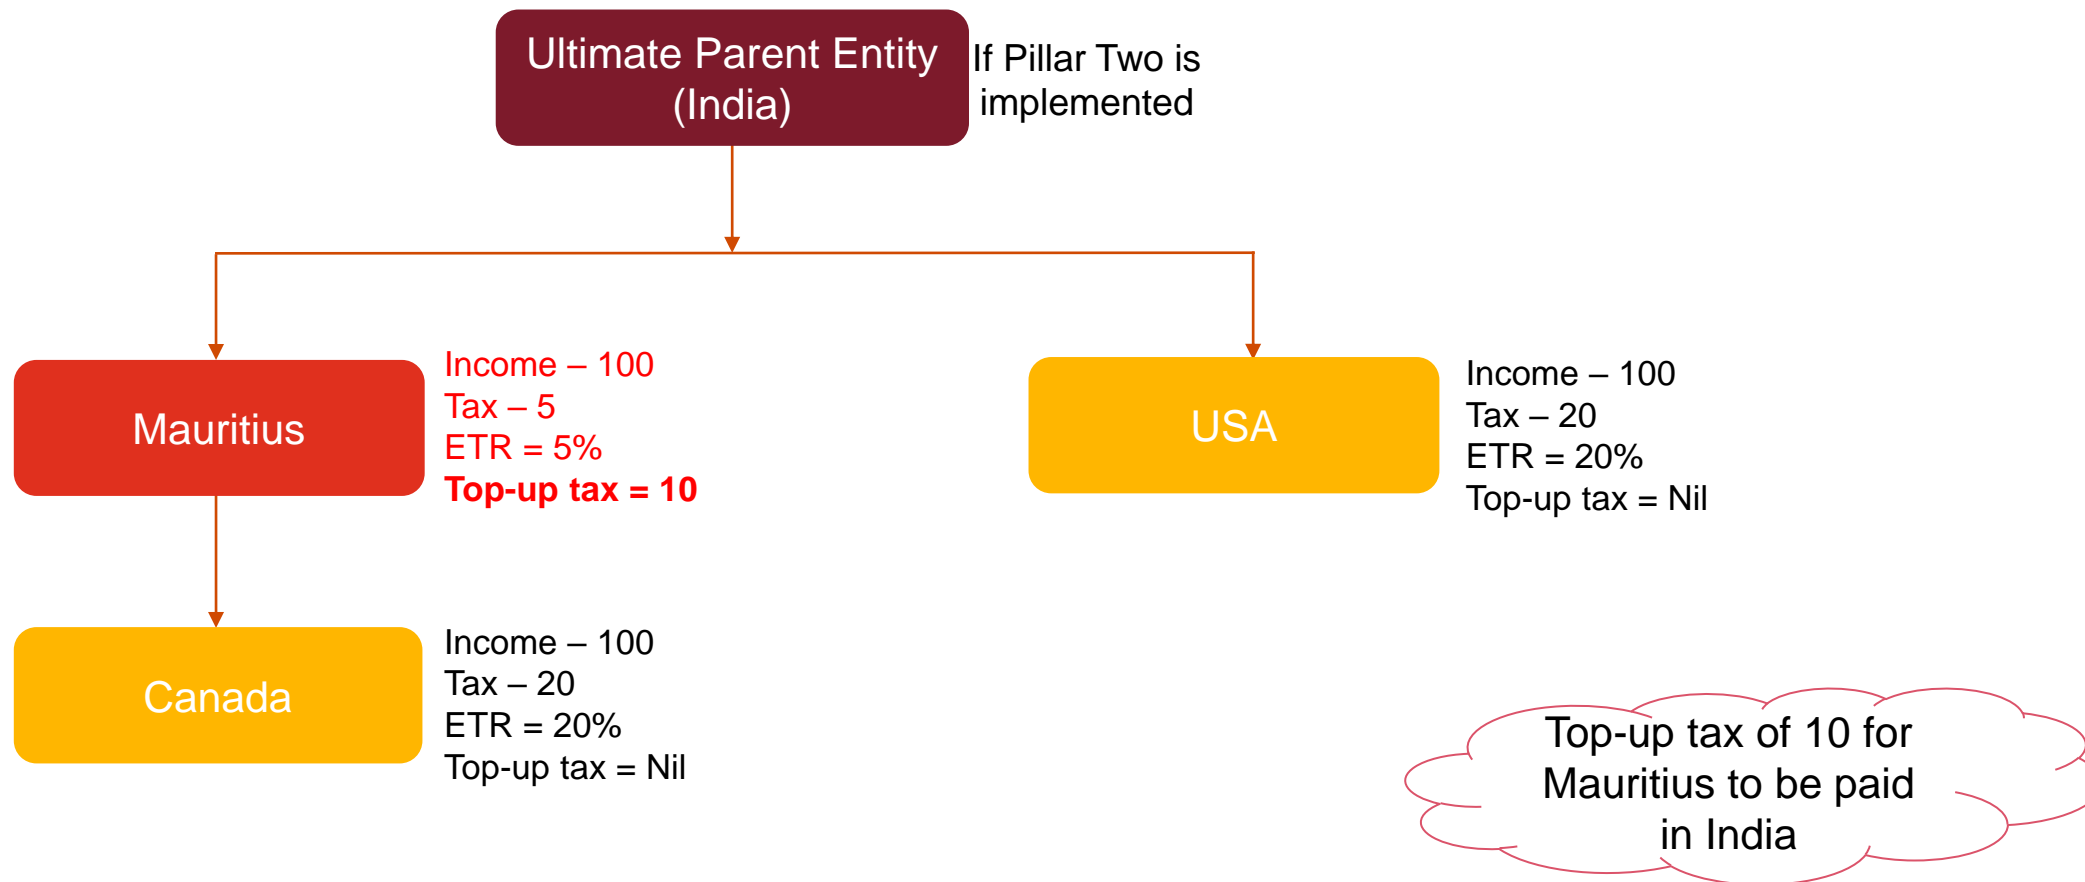 Ultimate Parent Entity
(India)
If Pillar Two is
implemented
Mauritius
Income – 100
Tax – 5
ETR = 5%
Top-up tax = 10
USA
Income – 100
Tax – 20
ETR = 20%
Top-up tax = Nil
Canada
Income – 100
Tax – 20
ETR = 20%
Top-up tax = Nil
Top-up tax of 10 for
Mauritius to be paid
in India